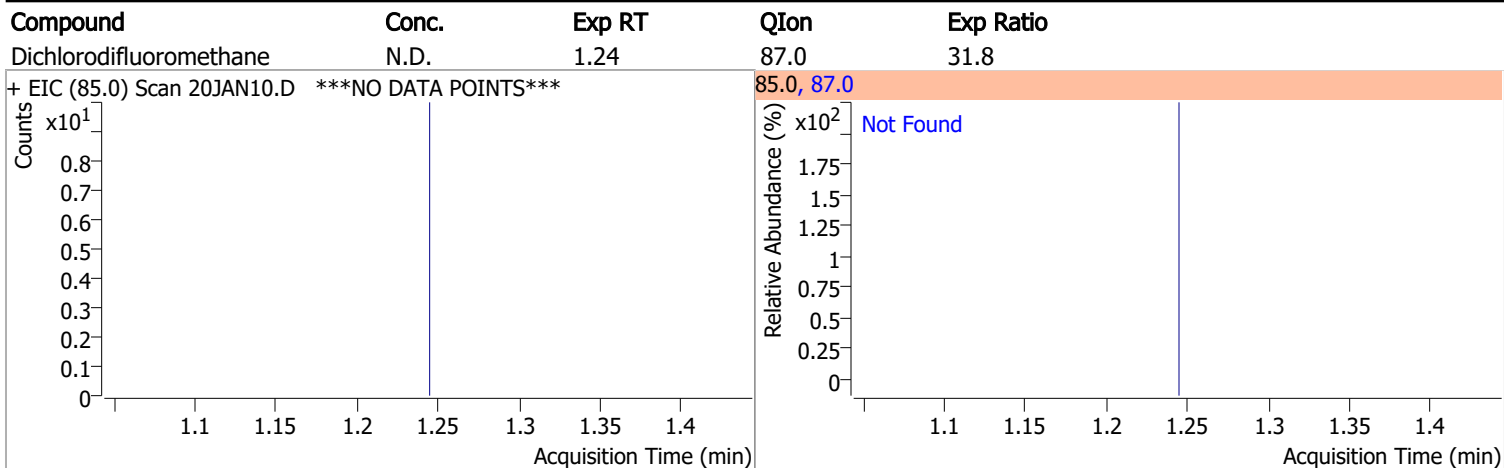 Compound Conc. Exp RT QIon Exp Ratio
Dichlorodifluoromethane N.D. 1.24 87.0 31.8
+ EIC (85.0) Scan 20JAN10.D ***NO DATA POINTS***
Counts
x10¹
0.8
0.7
0.6
0.5
0.4
0.3
0.2
0.1
0
1.1 1.15 1.2 1.25 1.3 1.35 1.4
Acquisition Time (min)
85.0, 87.0
Relative Abundance (%)
x10²
Not Found
1.75
1.5
1.25
1
0.75
0.5
0.25
0
1.1 1.15 1.2 1.25 1.3 1.35 1.4
Acquisition Time (min)